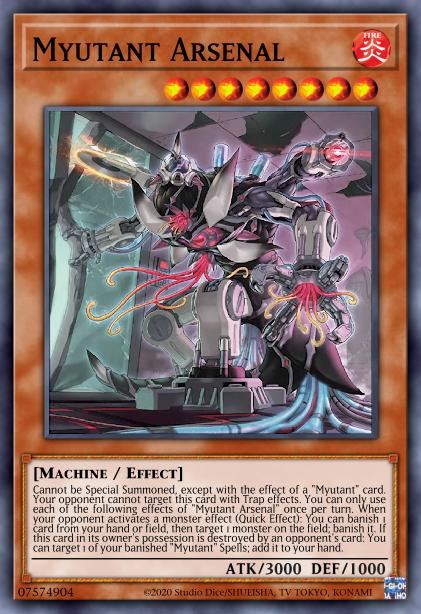 Myutant Arsenal
FIRE
炎
[Machine / Effect]
Cannot be Special Summoned, except with the effect of a "Myutant" card.
Your opponent cannot target this card with Trap effects. You can only use
each of the following effects of "Myutant Arsenal" once per turn. When
your opponent activates a monster effect (Quick Effect): You can banish 1
card from your hand or field, then target 1 monster on the field; banish it. If
this card in its owner's possession is destroyed by an opponent's card: You
can target 1 of your banished "Myutant" Spells; add it to your hand.
ATK/3000 DEF/1000
07574904
©2020 Studio Dice/SHUEISHA, TV TOKYO, KONAMI